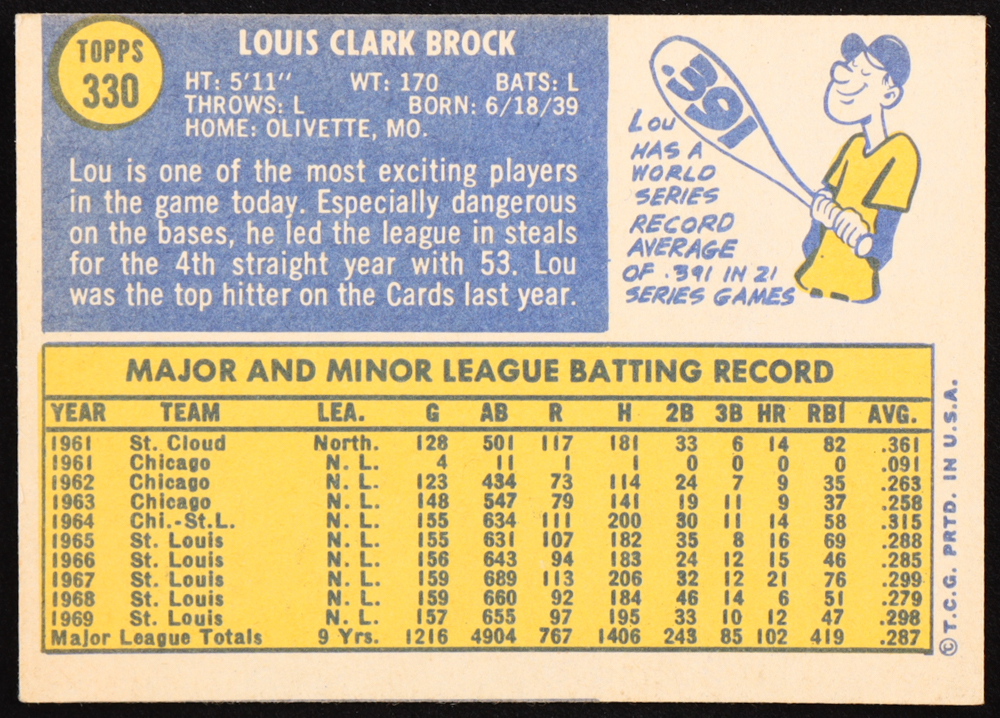 TOPPS
330
LOUIS CLARK BROCK
HT: 5'11" WT: 170 BATS: L
THROWS: L BORN: 6/18/39
HOME: OLIVETTE, MO.
Lou is one of the most exciting players
in the game today. Especially dangerous
on the bases, he led the league in steals
for the 4th straight year with 53. Lou
was the top hitter on the Cards last year.
.391
LOU
HAS A
WORLD
SERIES
RECORD
AVERAGE
OF .391 IN 21
SERIES GAMES
MAJOR AND MINOR LEAGUE BATTING RECORD
YEAR TEAM LEA. G AB R H 2B 3B HR RBI AVG.
1961 St. Cloud North. 128 501 117 181 33 6 14 82 .361
1961 Chicago N. L. 4 11 1 1 0 0 0 0 .091
1962 Chicago N. L. 123 434 73 114 24 7 9 35 .263
1963 Chicago N. L. 148 547 79 141 19 11 9 37 .258
1964 Chi.-St.L. N. L. 155 634 111 200 30 11 14 58 .315
1965 St. Louis N. L. 155 631 107 182 35 8 16 69 .288
1966 St. Louis N. L. 156 643 94 183 24 12 15 46 .285
1967 St. Louis N. L. 159 689 113 206 32 12 21 76 .299
1968 St. Louis N. L. 159 660 92 184 46 14 6 51 .279
1969 St. Louis N. L. 157 655 97 195 33 10 12 47 .298
Major League Totals 9 Yrs. 1216 4904 767 1406 243 85 102 419 .287
© T.C.G. PRTD. IN U.S.A.